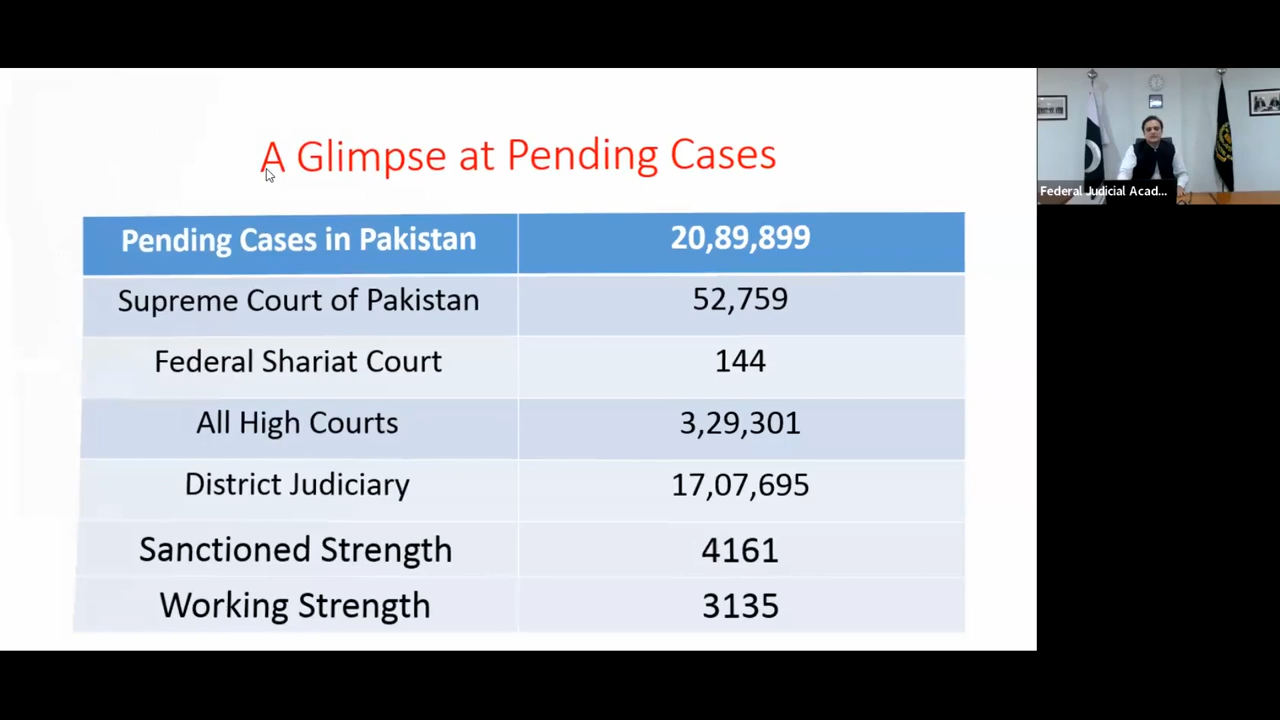 A Glimpse at Pending Cases
Pending Cases in Pakistan 20,89,899
Supreme Court of Pakistan 52,759
Federal Shariat Court 144
All High Courts 3,29,301
District Judiciary 17,07,695
Sanctioned Strength 4161
Working Strength 3135
Federal Judicial Acad...